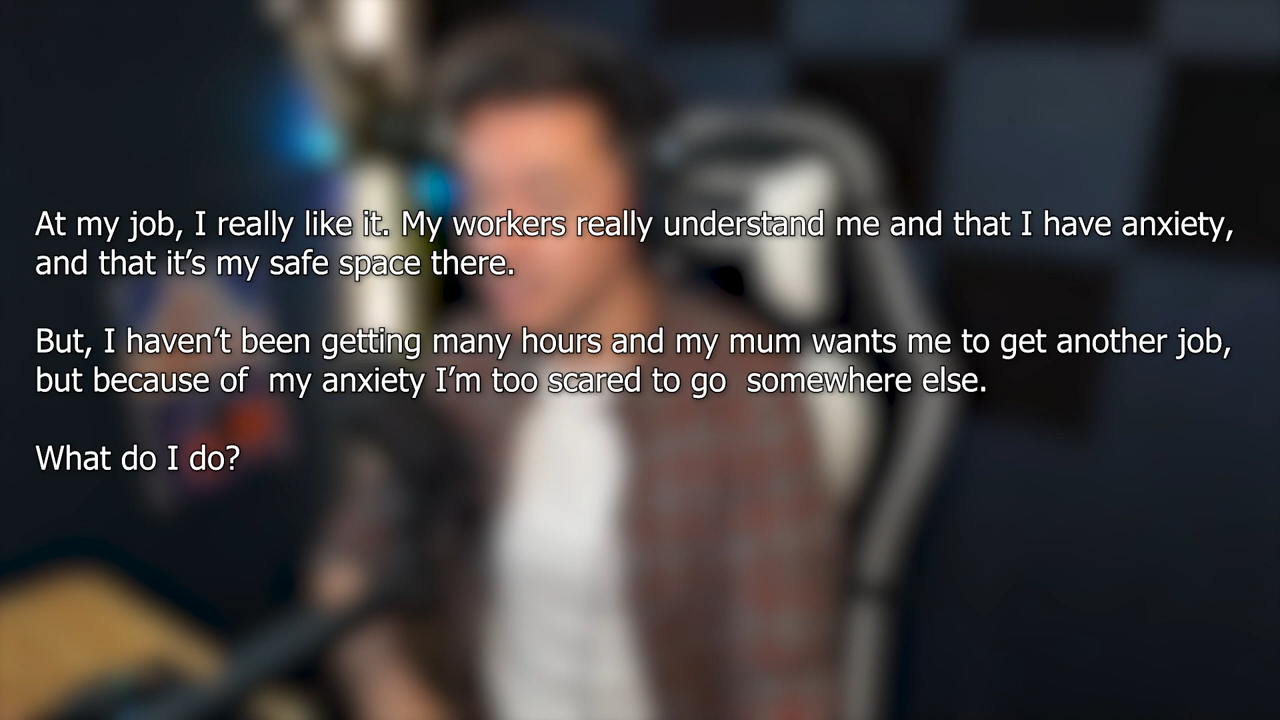 At my job, I really like it. My workers really understand me and that I have anxiety,
and that it’s my safe space there.
But, I haven’t been getting many hours and my mum wants me to get another job,
but because of  my anxiety I’m too scared to go  somewhere else.
What do I do?